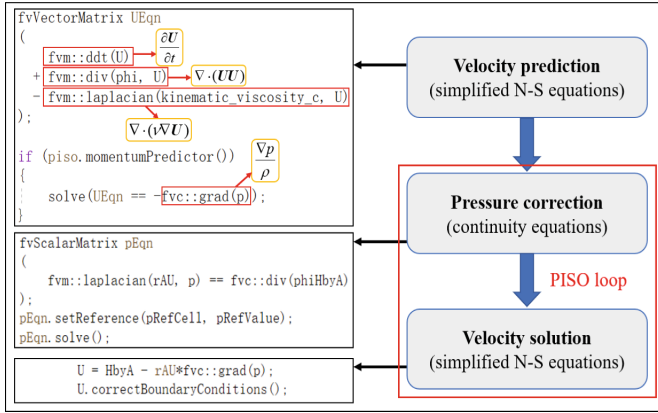 fvVectorMatrix UEqn
(
fvm::ddt(U)
∂U/∂t
+ fvm::div(phi, U)
∇·(UU)
- fvm::laplacian(kinematic_viscosity_c, U)
);
∇·(ν∇U)
if (piso.momentumPredictor())
∇p/ρ
{
solve(UEqn == -fvc::grad(p));
}
fvScalarMatrix pEqn
(
fvm::laplacian(rAU, p) == fvc::div(phiHbyA)
);
pEqn.setReference(pRefCell, pRefValue);
pEqn.solve();
U = HbyA - rAU*fvc::grad(p);
U.correctBoundaryConditions();
Velocity prediction
(simplified N-S equations)
Pressure correction
(continuity equations)
PISO loop
Velocity solution
(simplified N-S equations)